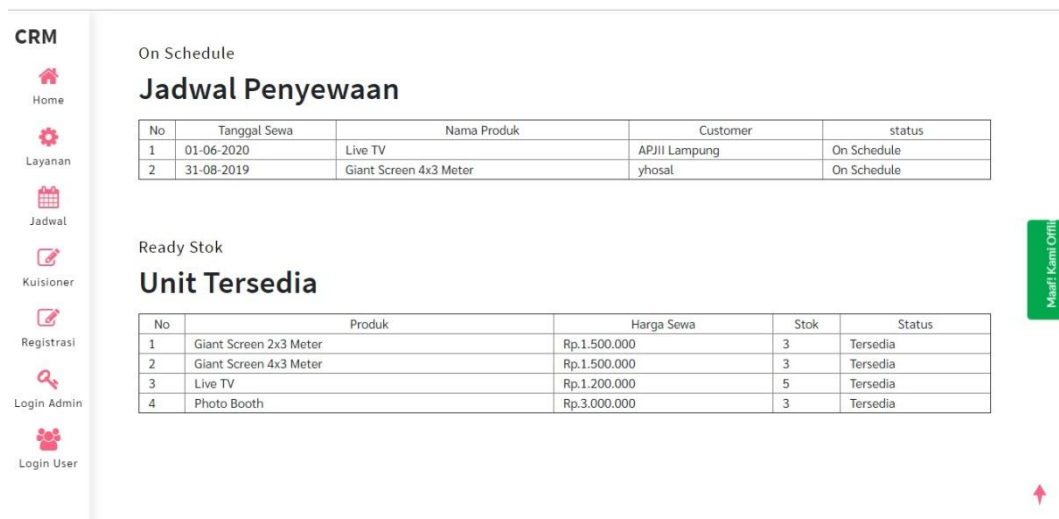 CRM
Home
Layanan
Jadwal
Kuisioner
Registrasi
Login Admin
Login User
On Schedule
Jadwal Penyewaan
No Tanggal Sewa Nama Produk Customer status
1 01-06-2020 Live TV APJII Lampung On Schedule
2 31-08-2019 Giant Screen 4x3 Meter yhosal On Schedule
Ready Stok
Unit Tersedia
No Produk Harga Sewa Stok Status
1 Giant Screen 2x3 Meter Rp.1.500.000 3 Tersedia
2 Giant Screen 4x3 Meter Rp.1.500.000 3 Tersedia
3 Live TV Rp.1.200.000 5 Tersedia
4 Photo Booth Rp.3.000.000 3 Tersedia
Maaf! Kami Offli